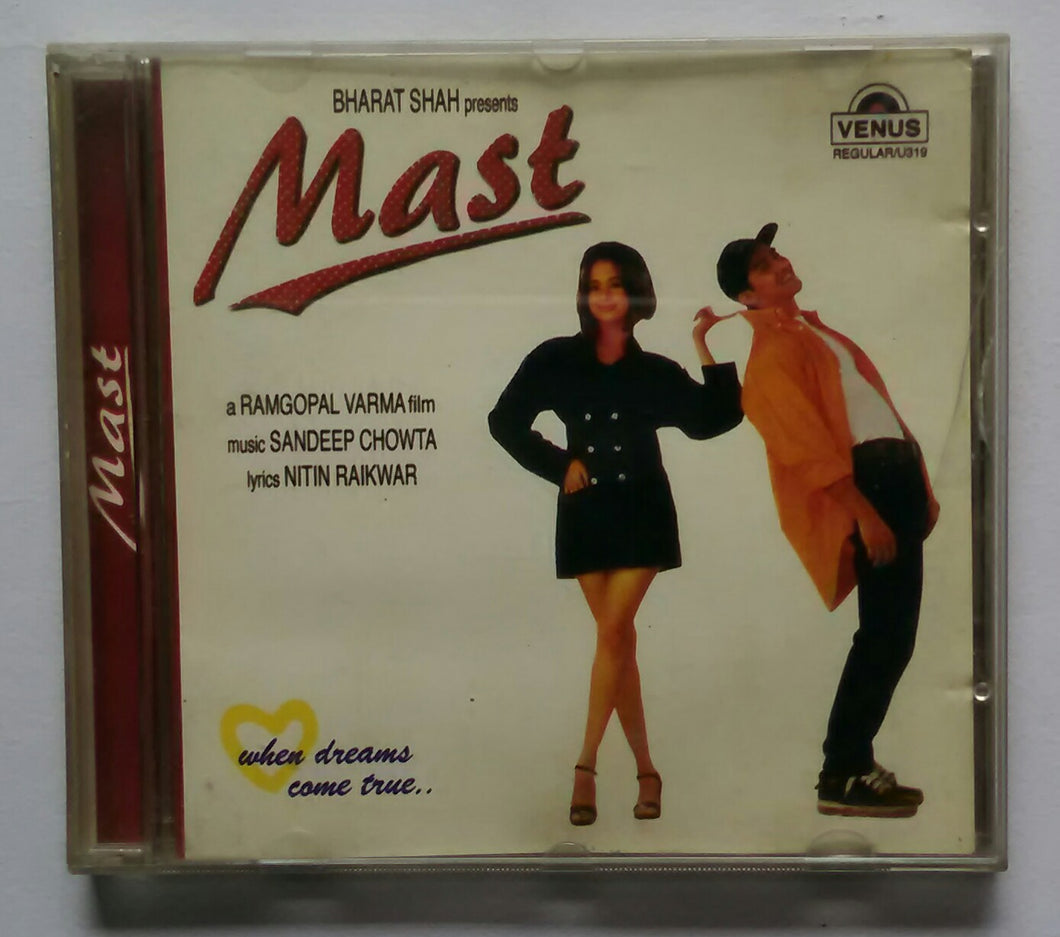 BHARAT SHAH presents
Mast
VENUS
REGULAR/U319
a RAMGOPAL VARMA film
music SANDEEP CHOWTA
lyrics NITIN RAIKWAR
when dreams
come true..
Mast